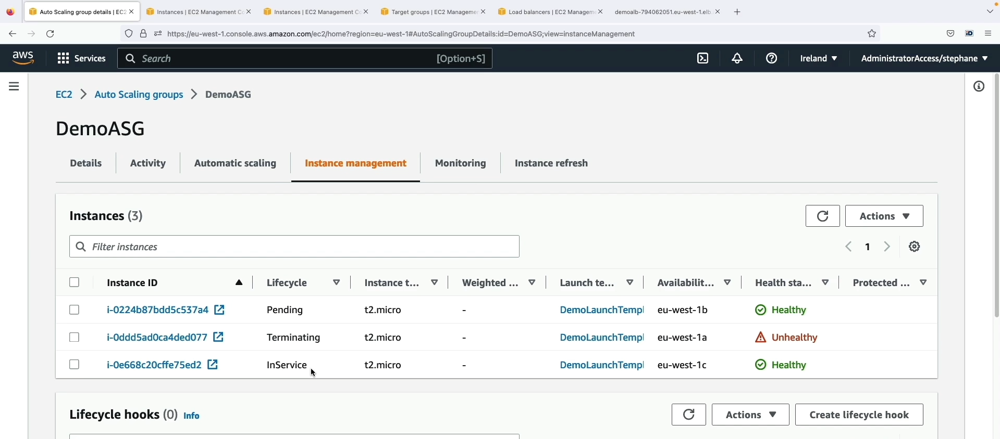 Auto Scaling group details | EC2
Instances | EC2 Management Co
Instances | EC2 Management Co
Target groups | EC2 Management
Load balancers | EC2 Manageme
demoalb-794062051.eu-west-1.elb.
https://eu-west-1.console.aws.amazon.com/ec2/home?region=eu-west-1#AutoScalingGroupDetails:id=DemoASG;view=instanceManagement
iD
aws Services Search [Option+S] Ireland AdministratorAccess/stephane
EC2 > Auto Scaling groups > DemoASG
DemoASG
Details Activity Automatic scaling Instance management Monitoring Instance refresh
Instances (3) Actions
Filter instances 1
Instance ID Lifecycle Instance t... Weighted ... Launch te... Availabilit... Health sta... Protected ...
i-0224b87bdd5c537a4 Pending t2.micro - DemoLaunchTempl eu-west-1b Healthy
i-0ddd5ad0ca4ded077 Terminating t2.micro - DemoLaunchTempl eu-west-1a Unhealthy
i-0e668c20cffe75ed2 InService t2.micro - DemoLaunchTempl eu-west-1c Healthy
Lifecycle hooks (0) Info Actions Create lifecycle hook